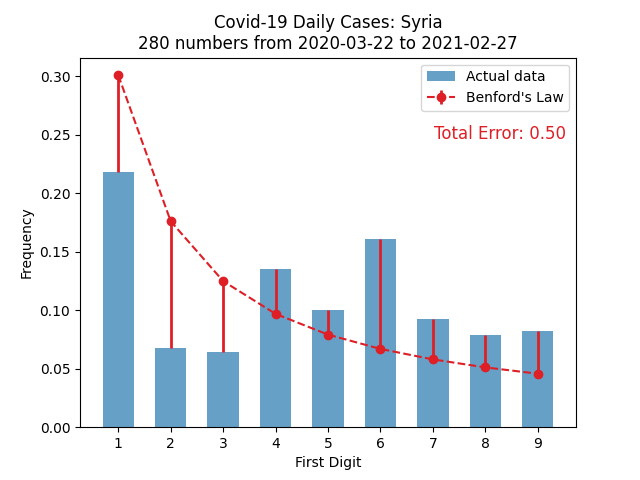 Covid-19 Daily Cases: Syria
280 numbers from 2020-03-22 to 2021-02-27
Actual data
Benford's Law
Total Error: 0.50
Frequency
0.30
0.25
0.20
0.15
0.10
0.05
0.00
1 2 3 4 5 6 7 8 9
First Digit